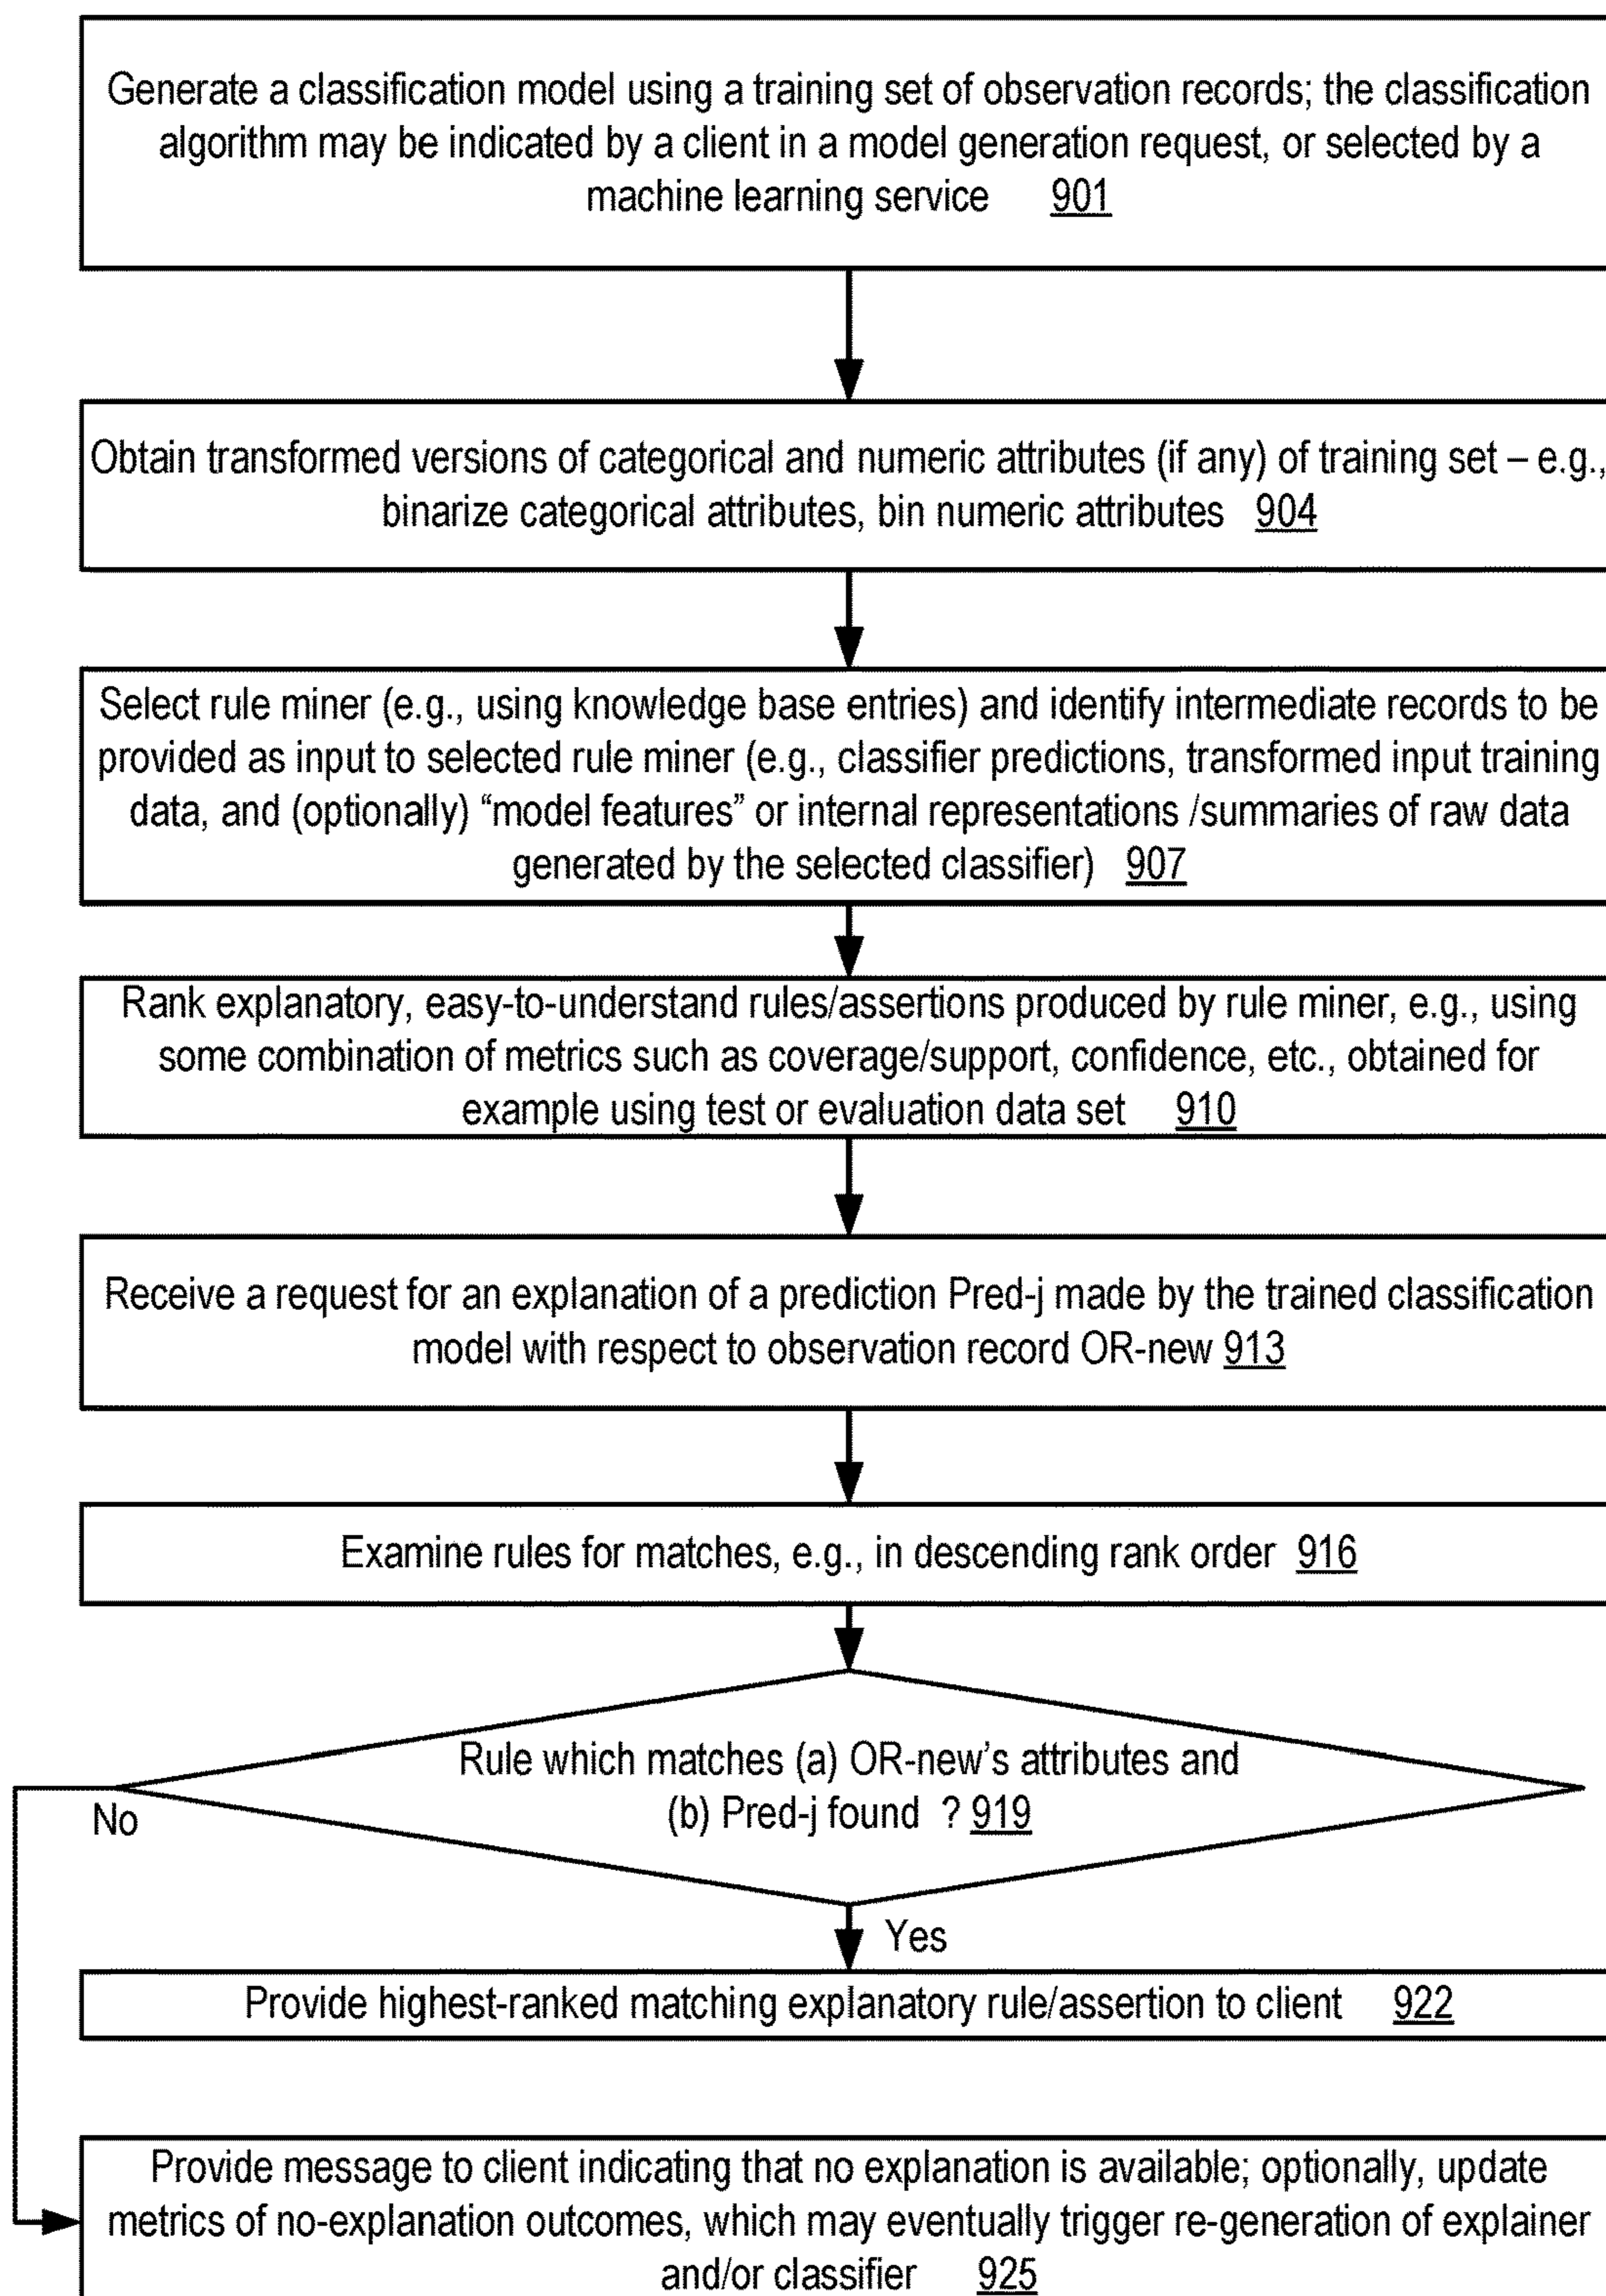 Generate a classification model using a training set of observation records; the classification
algorithm may be indicated by a client in a model generation request, or selected by a
machine learning service 901
Obtain transformed versions of categorical and numeric attributes (if any) of training set – e.g.,
binarize categorical attributes, bin numeric attributes 904
Select rule miner (e.g., using knowledge base entries) and identify intermediate records to be
provided as input to selected rule miner (e.g., classifier predictions, transformed input training
data, and (optionally) “model features” or internal representations /summaries of raw data
generated by the selected classifier) 907
Rank explanatory, easy-to-understand rules/assertions produced by rule miner, e.g., using
some combination of metrics such as coverage/support, confidence, etc., obtained for
example using test or evaluation data set 910
Receive a request for an explanation of a prediction Pred-j made by the trained classification
model with respect to observation record OR-new 913
Examine rules for matches, e.g., in descending rank order 916
Rule which matches (a) OR-new’s attributes and
(b) Pred-j found ? 919
No
Yes
Provide highest-ranked matching explanatory rule/assertion to client 922
Provide message to client indicating that no explanation is available; optionally, update
metrics of no-explanation outcomes, which may eventually trigger re-generation of explainer
and/or classifier 925